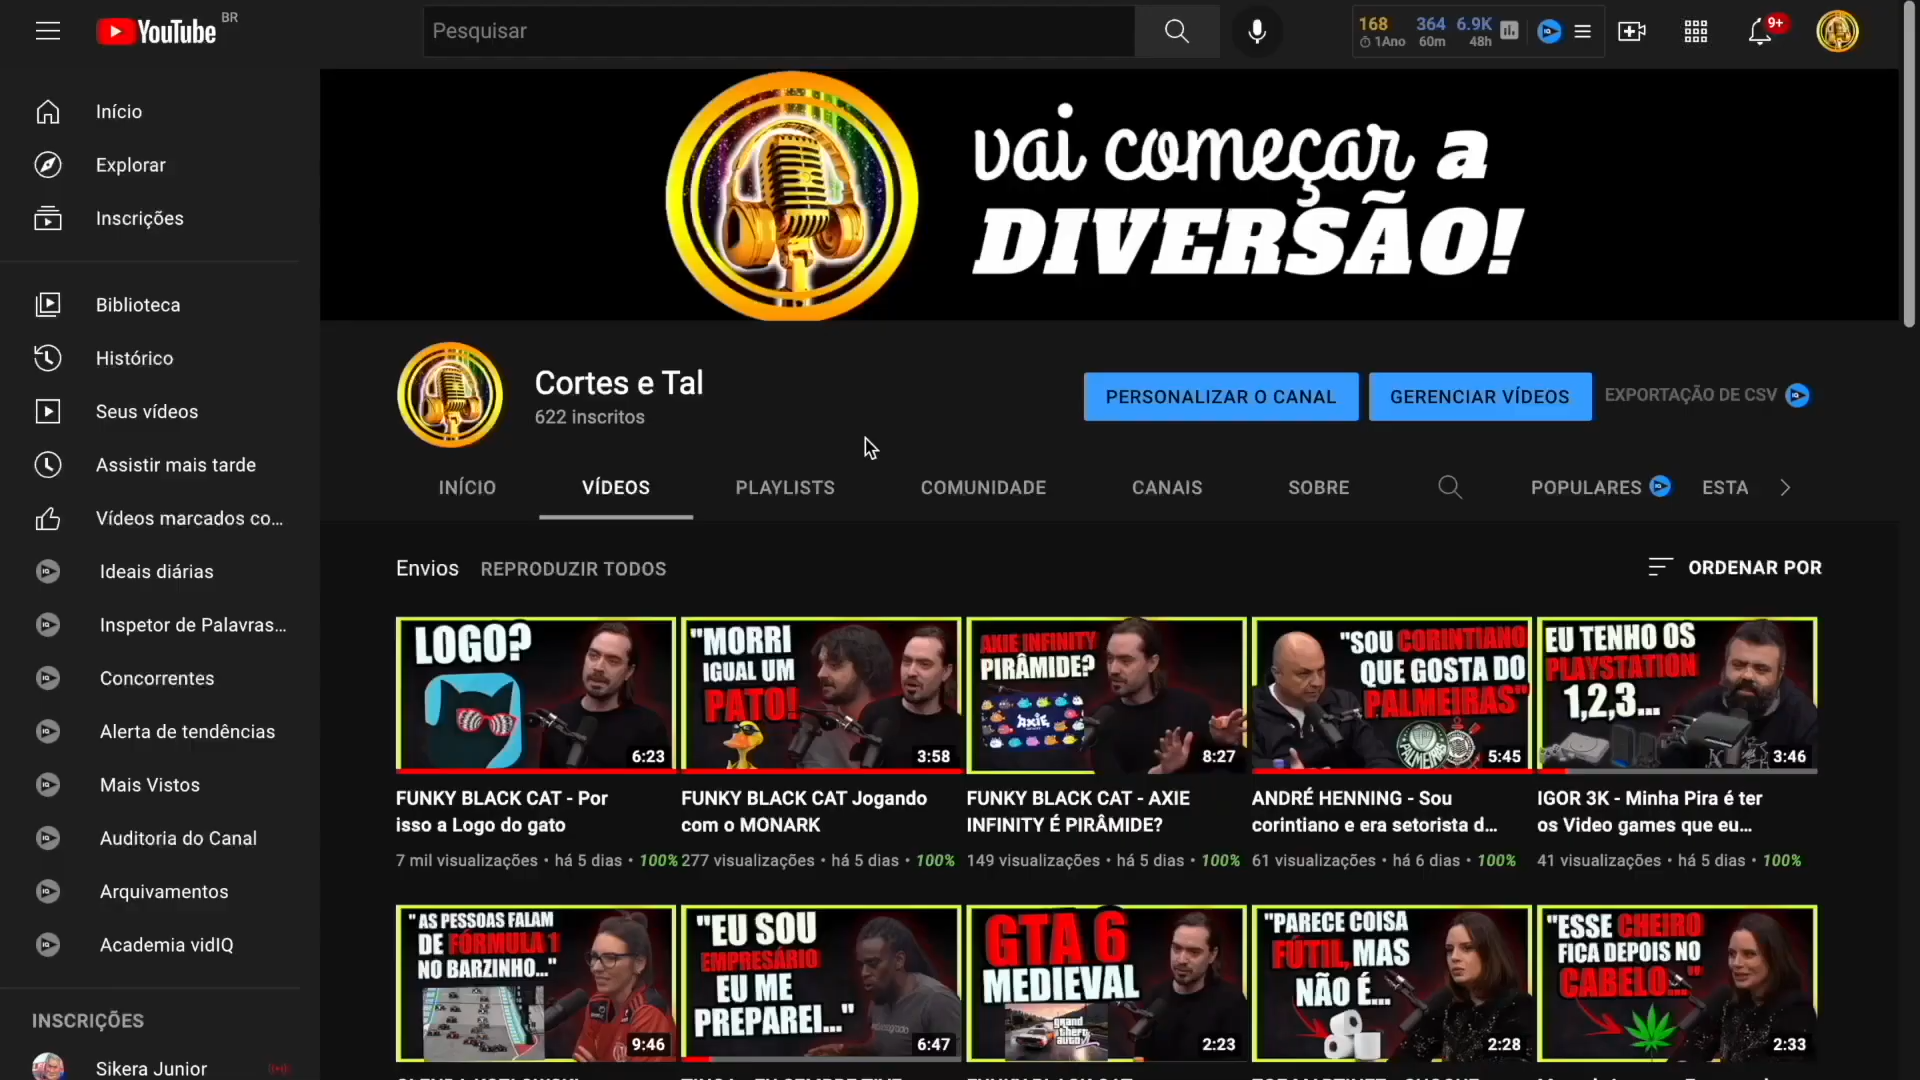 YouTube BR
Pesquisar
168 364 6.9K
1Ano 60m 48h
9+
Início
Explorar
Inscrições
Biblioteca
Histórico
Seus vídeos
Assistir mais tarde
Vídeos marcados co...
Ideais diárias
Inspetor de Palavras...
Concorrentes
Alerta de tendências
Mais Vistos
Auditoria do Canal
Arquivamentos
Academia vidIQ
INSCRIÇÕES
Sikera Junior
vai começar a
DIVERSÃO!
Cortes e Tal
622 inscritos
PERSONALIZAR O CANAL
GERENCIAR VÍDEOS
EXPORTAÇÃO DE CSV
INÍCIO VÍDEOS PLAYLISTS COMUNIDADE CANAIS SOBRE POPULARES ESTA
Envios REPRODUZIR TODOS
ORDENAR POR
LOGO?
6:23
FUNKY BLACK CAT - Por
isso a Logo do gato
7 mil visualizações • há 5 dias • 100%
"MORRI
IGUAL UM
PATO!
3:58
FUNKY BLACK CAT Jogando
com o MONARK
277 visualizações • há 5 dias • 100%
AXIE INFINITY
PIRÂMIDE?
AXIE
8:27
FUNKY BLACK CAT - AXIE
INFINITY É PIRÂMIDE?
149 visualizações • há 5 dias • 100%
"SOU CORINTIANO
QUE GOSTA DO
PALMEIRAS"
5:45
ANDRÉ HENNING - Sou
corintiano e era setorista d...
61 visualizações • há 6 dias • 100%
EU TENHO OS
PLAYSTATION
1,2,3...
3:46
IGOR 3K - Minha Pira é ter
os Video games que eu...
41 visualizações • há 5 dias • 100%
"AS PESSOAS FALAM
DE FÓRMULA 1
NO BARZINHO..."
9:46
"EU SOU
EMPRESÁRIO
EU ME
PREPAREI..."
6:47
GTA 6
MEDIEVAL
grand
theft
auto
2:23
"PARECE COISA
FÚTIL, MAS
NÃO É...
2:28
"ESSE CHEIRO
FICA DEPOIS NO
CABELO..."
2:33